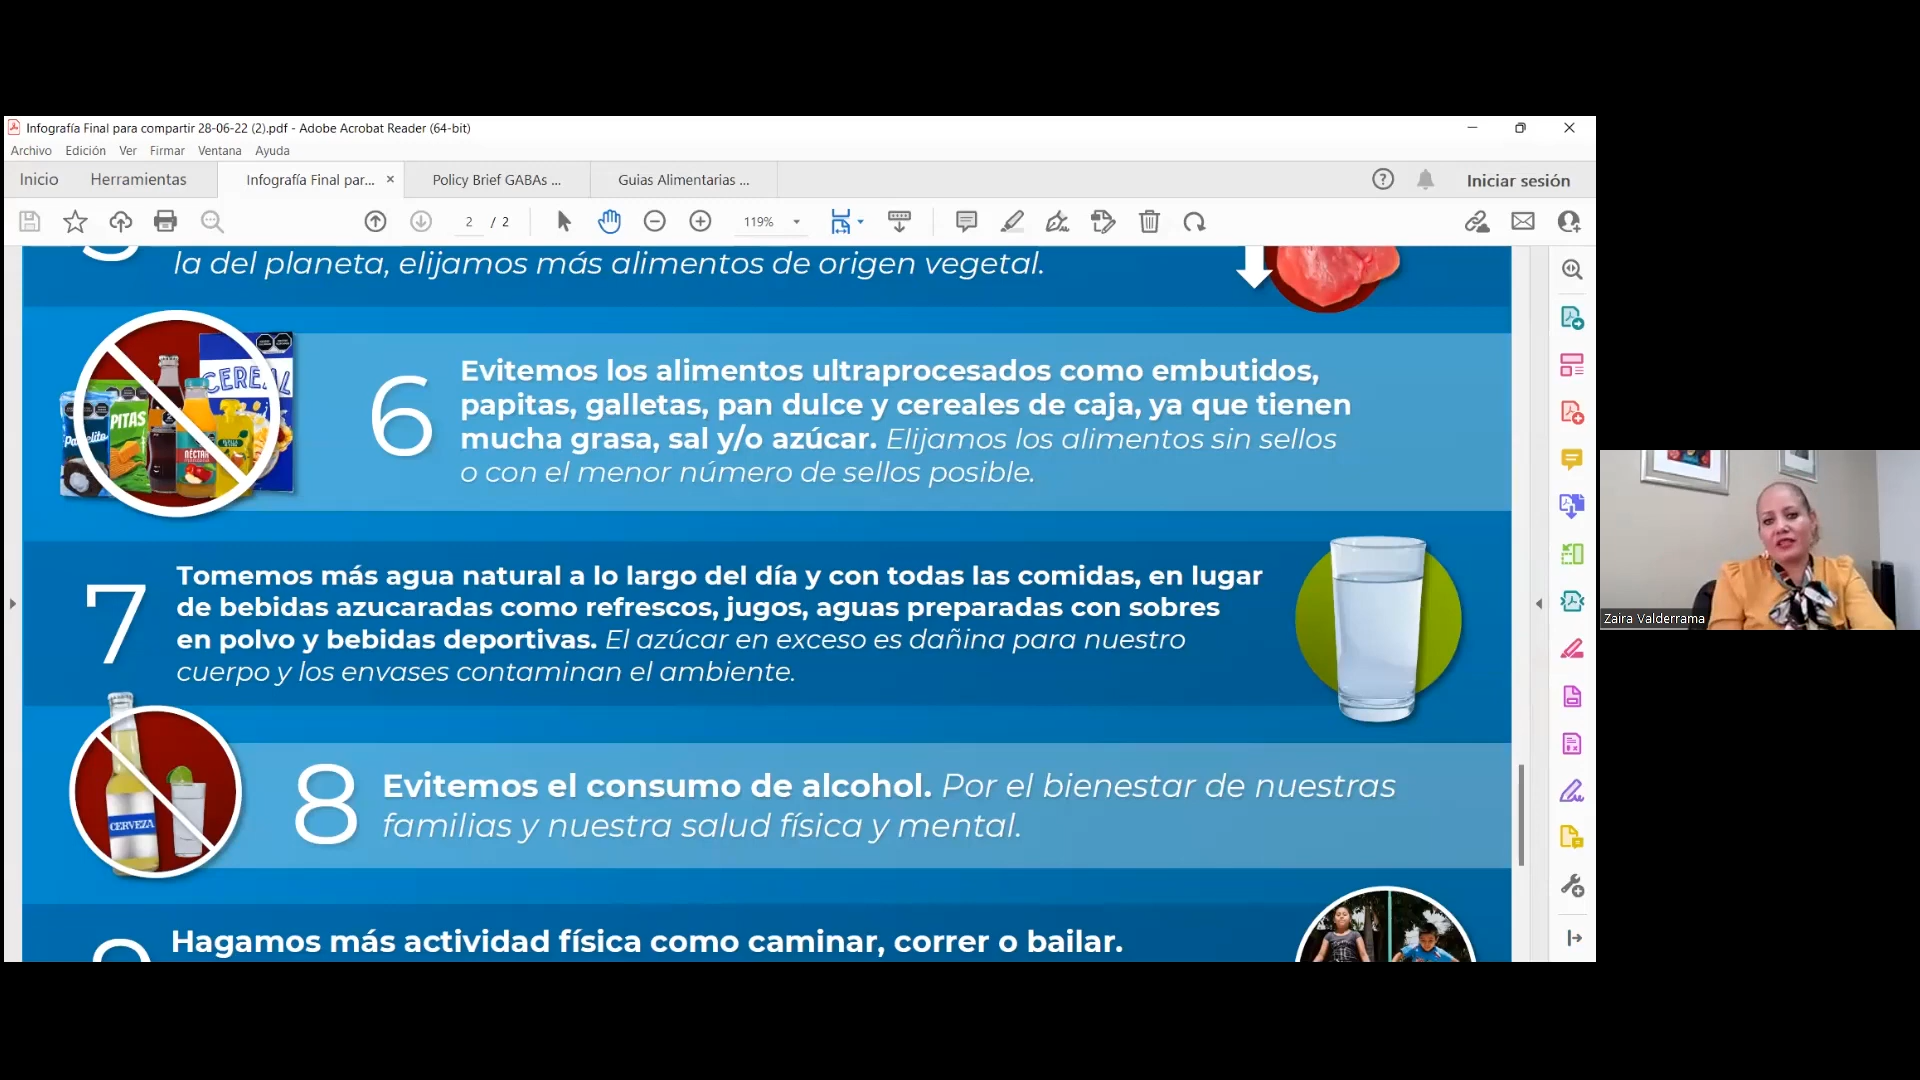 Infografía Final para compartir 28-06-22 (2).pdf - Adobe Acrobat Reader (64-bit)
Archivo Edición Ver Firmar Ventana Ayuda
Inicio Herramientas Infografía Final par... × Policy Brief GABAs ... Guias Alimentarias ... Iniciar sesión
2 / 2 119%
la del planeta, elijamos más alimentos de origen vegetal.
CEREAL
PITAS
NÉCTAR
6
Evitemos los alimentos ultraprocesados como embutidos,
papitas, galletas, pan dulce y cereales de caja, ya que tienen
mucha grasa, sal y/o azúcar. Elijamos los alimentos sin sellos
o con el menor número de sellos posible.
7
Tomemos más agua natural a lo largo del día y con todas las comidas, en lugar
de bebidas azucaradas como refrescos, jugos, aguas preparadas con sobres
en polvo y bebidas deportivas. El azúcar en exceso es dañina para nuestro
cuerpo y los envases contaminan el ambiente.
Zaira Valderrama
CERVEZA
8
Evitemos el consumo de alcohol. Por el bienestar de nuestras
familias y nuestra salud física y mental.
Hagamos más actividad física como caminar, correr o bailar.